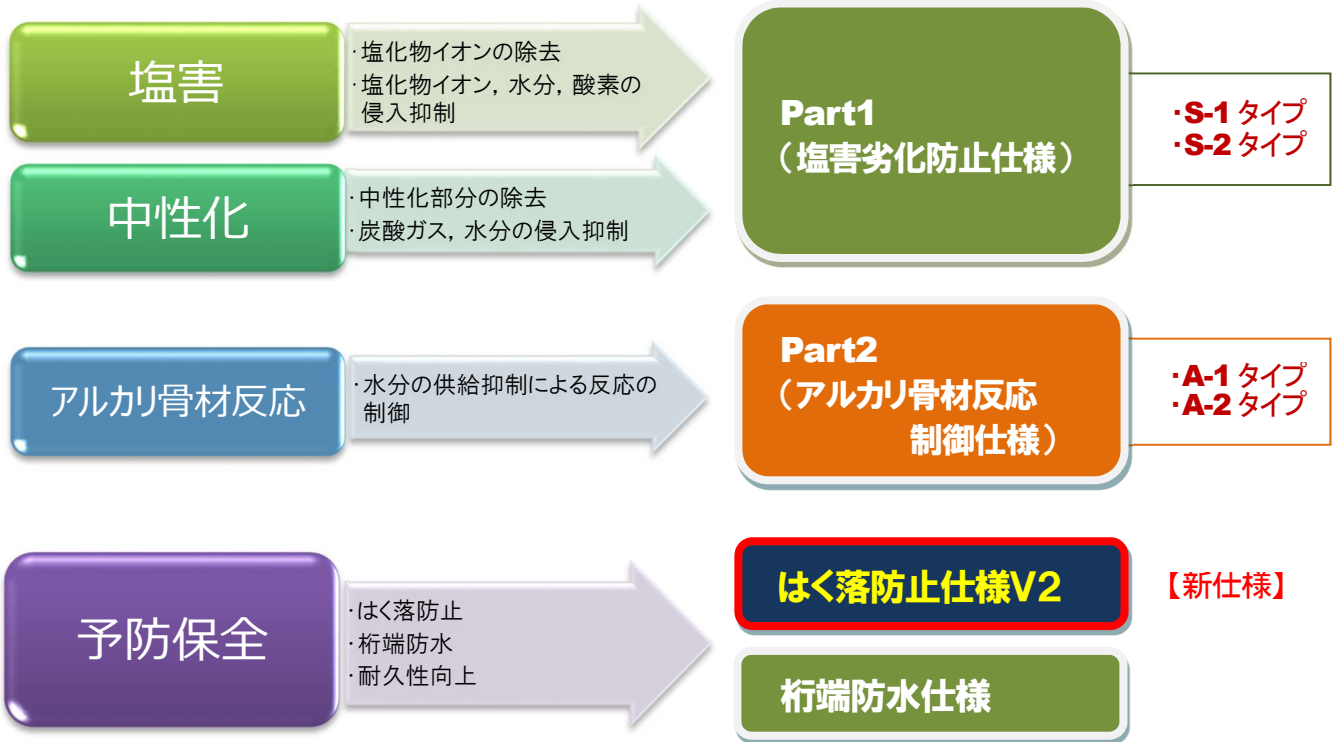 塩害
・塩化物イオンの除去
・塩化物イオン, 水分, 酸素の
侵入抑制
中性化
・中性化部分の除去
・炭酸ガス, 水分の侵入抑制
Part1
（塩害劣化防止仕様）
・S-1 タイプ
・S-2 タイプ
アルカリ骨材反応
・水分の供給抑制による反応の
制御
Part2
（アルカリ骨材反応
制御仕様）
・A-1 タイプ
・A-2 タイプ
予防保全
・はく落防止
・桁端防水
・耐久性向上
はく落防止仕様V2
【新仕様】
桁端防水仕様